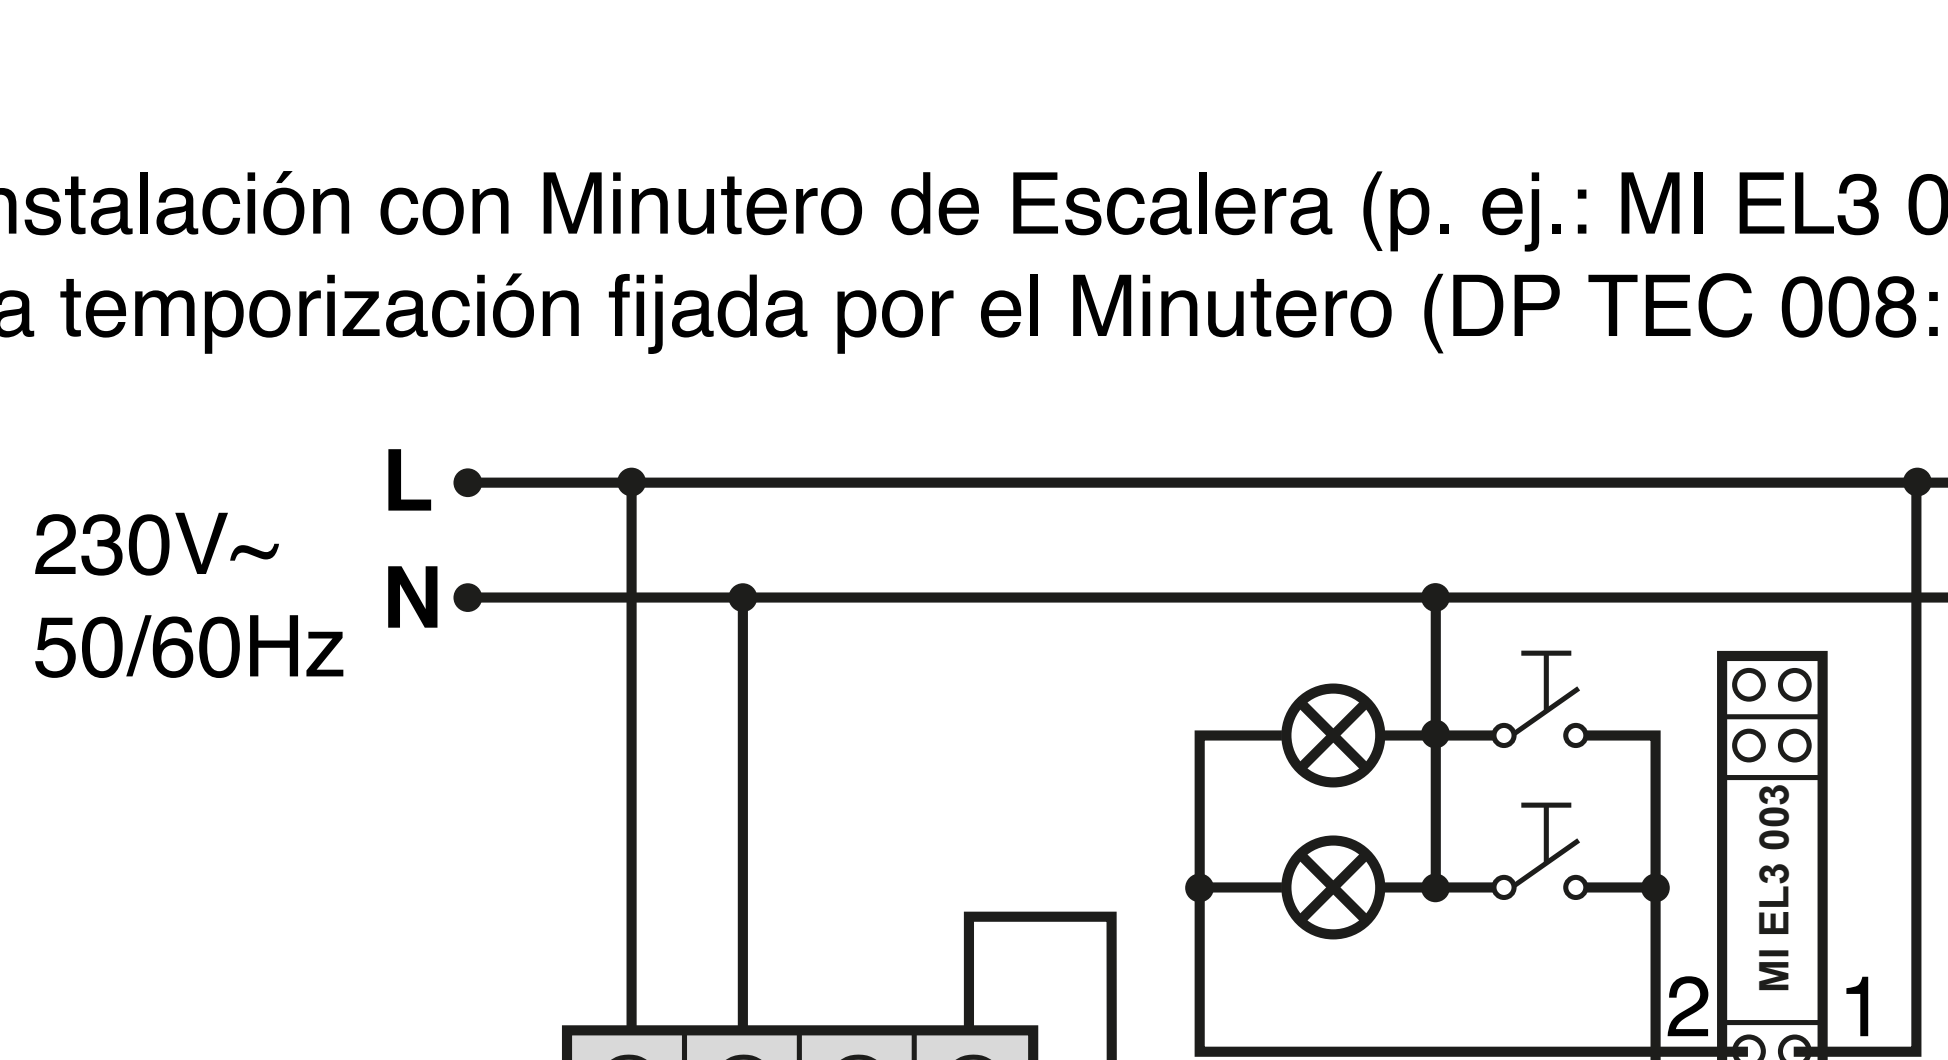 nstalación con Minutero de Escalera (p. ej.: MI EL3 0
a temporización fijada por el Minutero (DP TEC 008:
L
230V~
N
50/60Hz
MI EL3 003
2
1